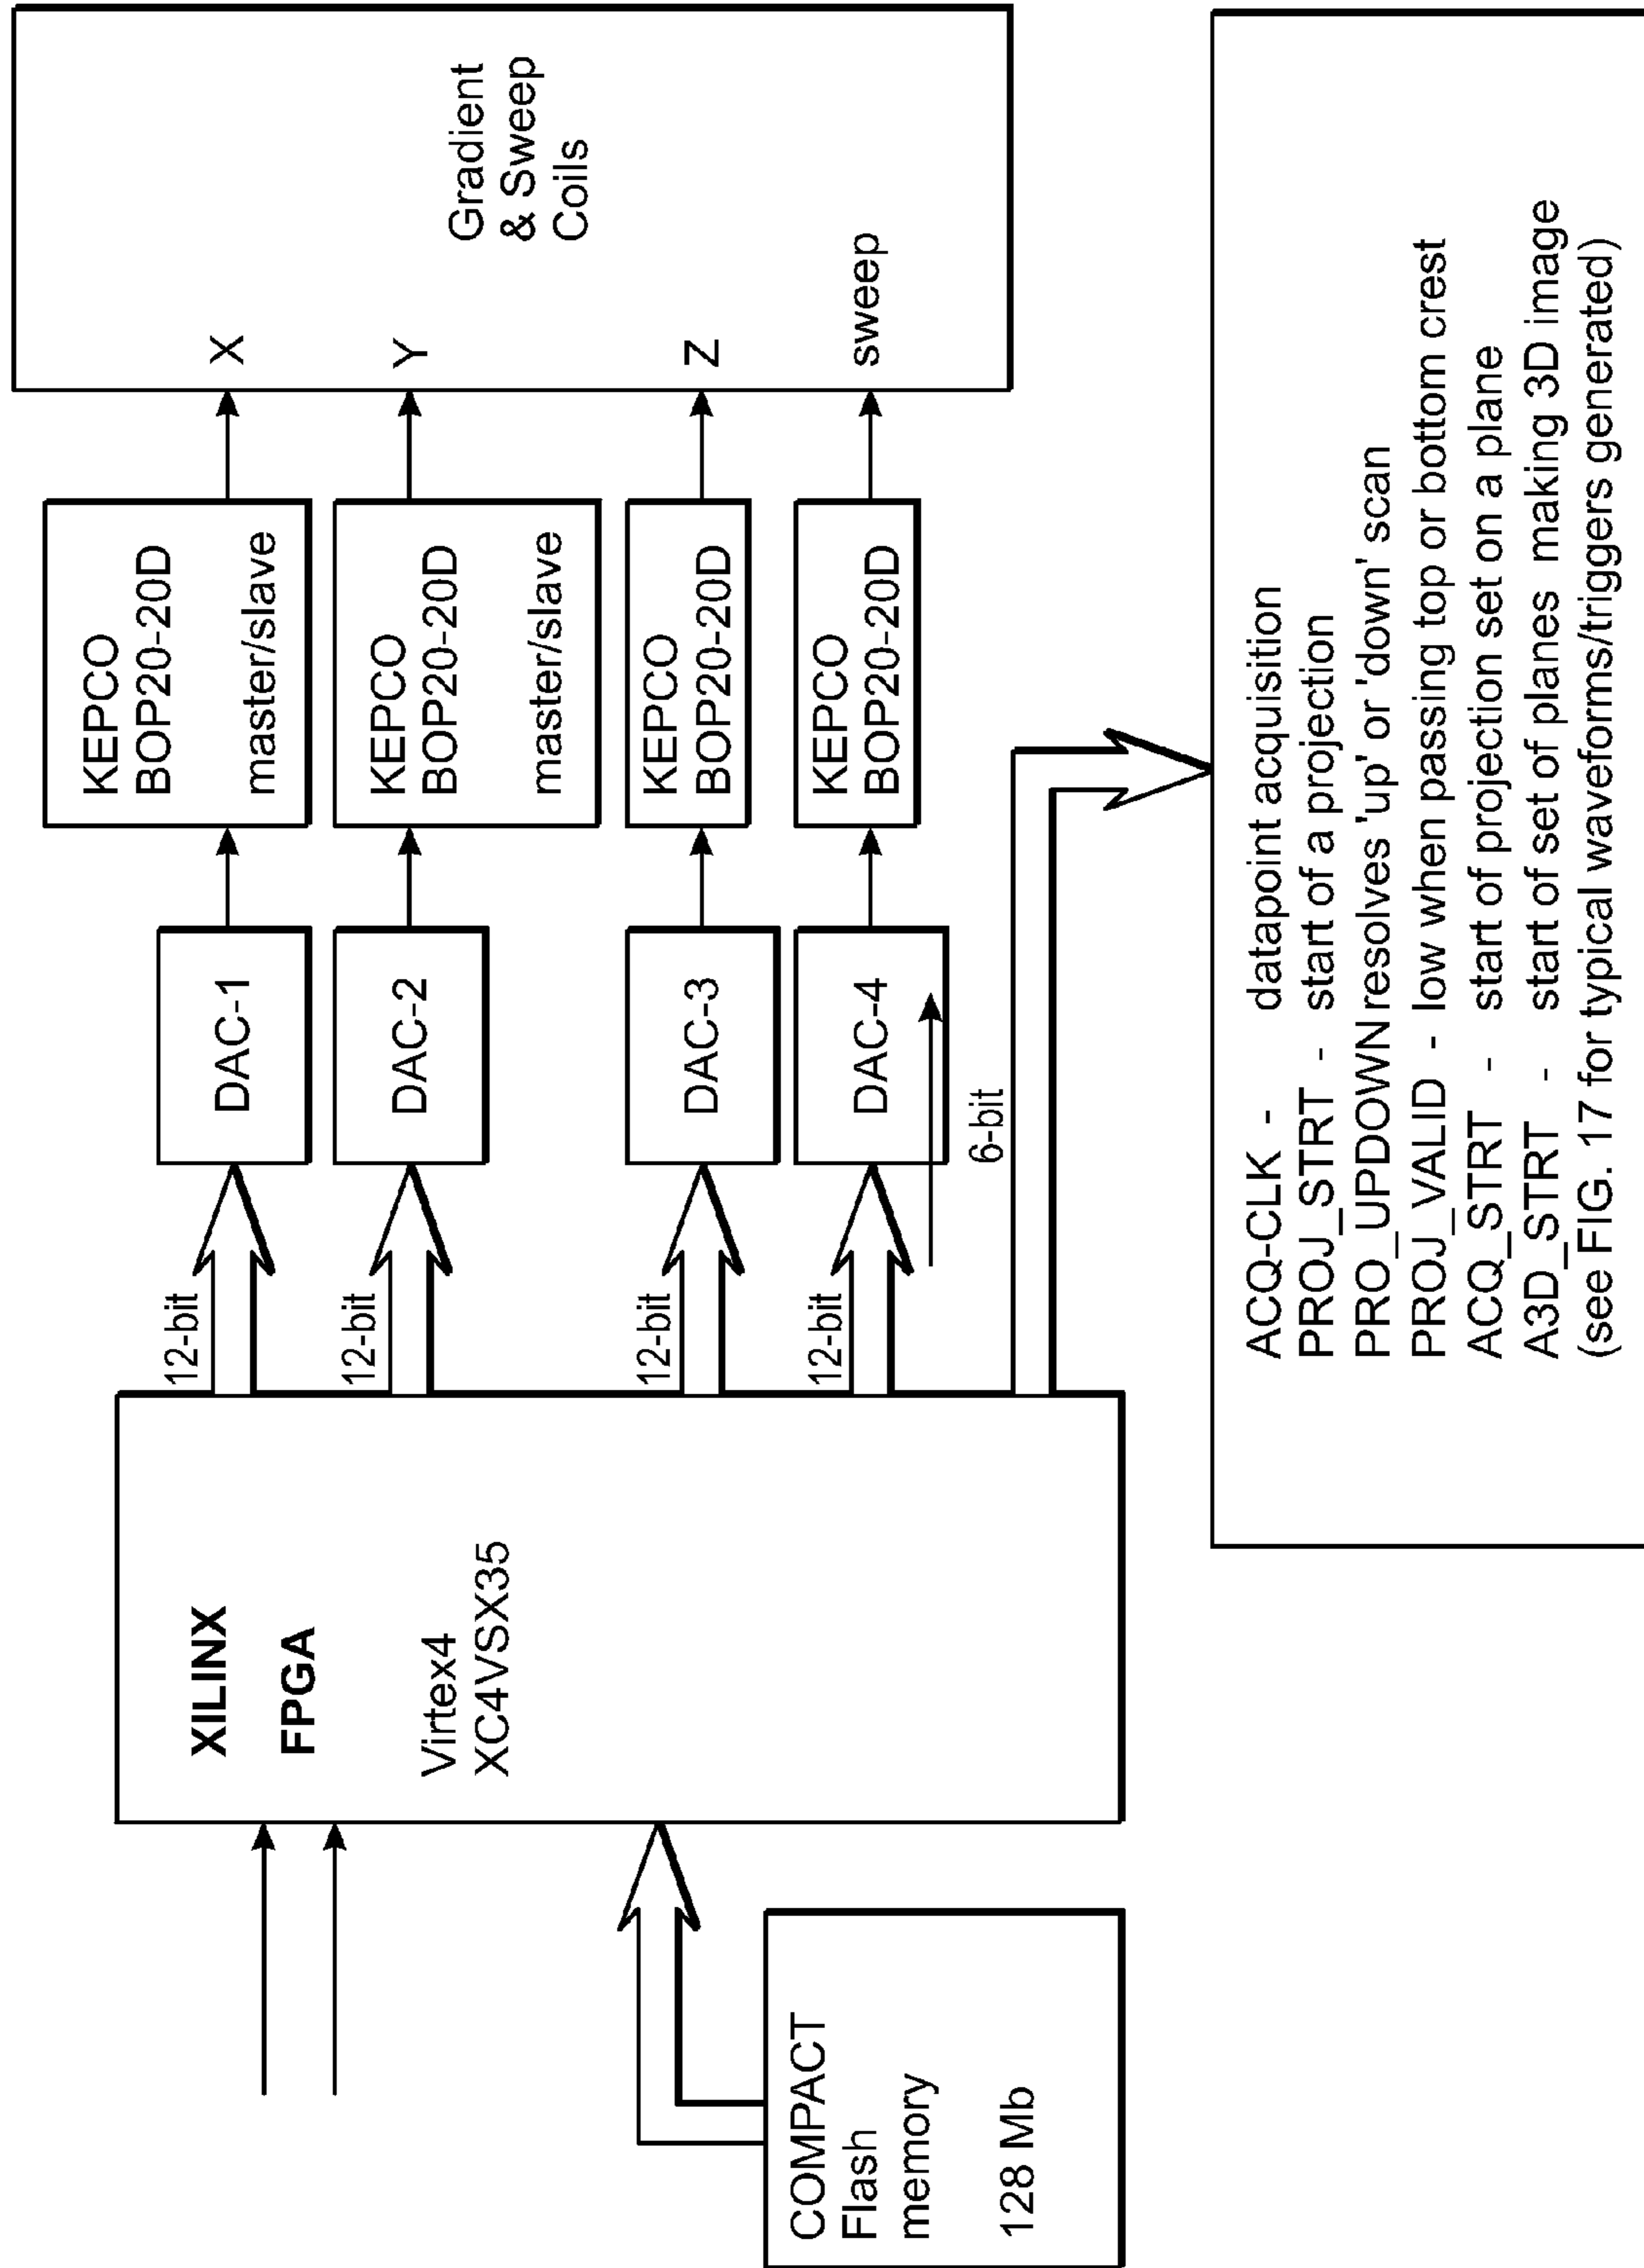 COMPACT
Flash
memory
128 Mb
XILINX
FPGA
Virtex4
XC4VSX35
12-bit
12-bit
12-bit
12-bit
6-bit
DAC-1
DAC-2
DAC-3
DAC-4
KEPCO
BOP20-20D
master/slave
KEPCO
BOP20-20D
master/slave
KEPCO
BOP20-20D
KEPCO
BOP20-20D
X
Y
Z
sweep
Gradient
& Sweep
Coils
ACQ-CLK - datapoint acquisition
PROJ_STRT - start of a projection
PRO_UPDOWN resolves 'up' or 'down' scan
PROJ_VALID - low when passing top or bottom crest
ACQ_STRT - start of projection set on a plane
A3D_STRT - start of set of planes making 3D image
(see FIG. 17 for typical waveforms/triggers generated)